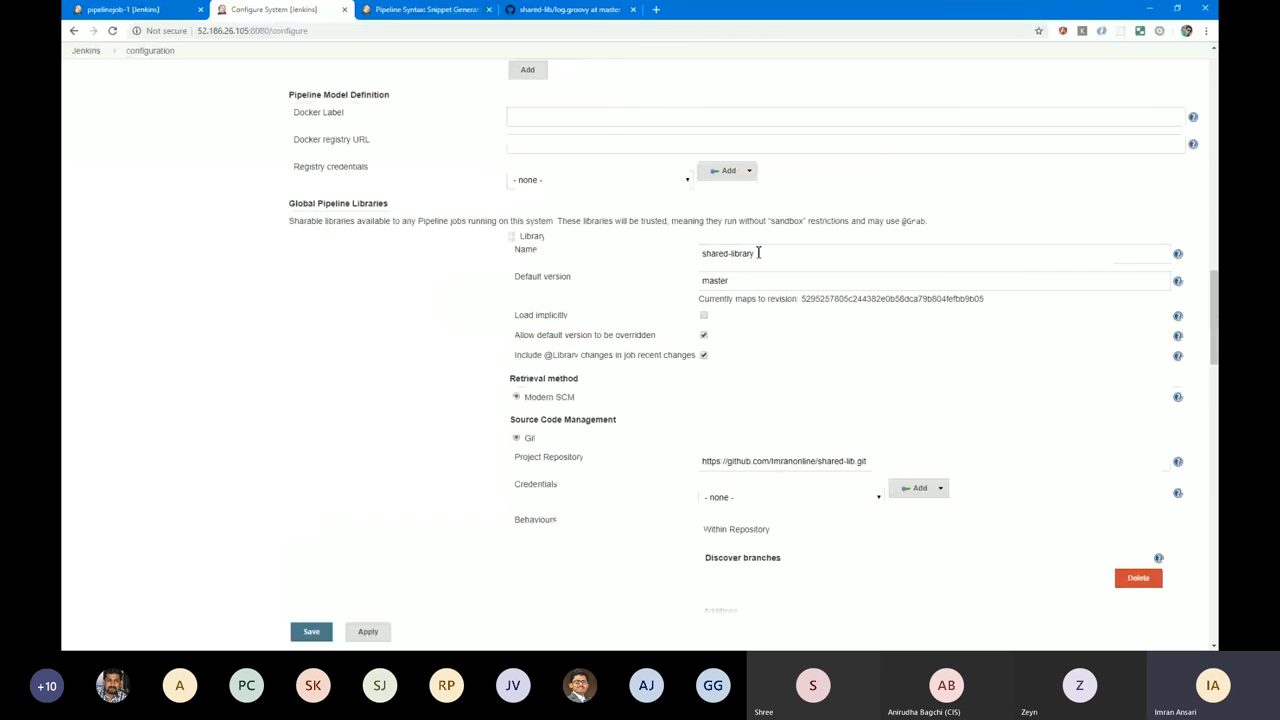 pipelinejob-1 [Jenkins]
Configure System [Jenkins]
Pipeline Syntax: Snippet Generat
shared-lib/log.groovy at master
Not secure
52.186.26.105:8080/configure
Jenkins
configuration
Add
Pipeline Model Definition
Docker Label
Docker registry URL
Registry credentials
- none -
Add
Global Pipeline Libraries
Sharable libraries available to any Pipeline jobs running on this system. These libraries will be trusted, meaning they run without "sandbox" restrictions and may use @Grab.
Library
Name
shared-library
Default version
master
Currently maps to revision: 5295257805c244382e0b58dca79b804fefbb9b05
Load implicitly
Allow default version to be overridden
Include @Library changes in job recent changes
Retrieval method
Modern SCM
Source Code Management
Git
Project Repository
https://github.com/Imranonline/shared-lib.git
Credentials
- none -
Add
Behaviours
Within Repository
Discover branches
Delete
Save
Apply
+10
A
PC
SK
SJ
RP
JV
AJ
GG
S
Shree
AB
Anirudha Bagchi (CIS)
Z
Zeyn
IA
Imran Ansari